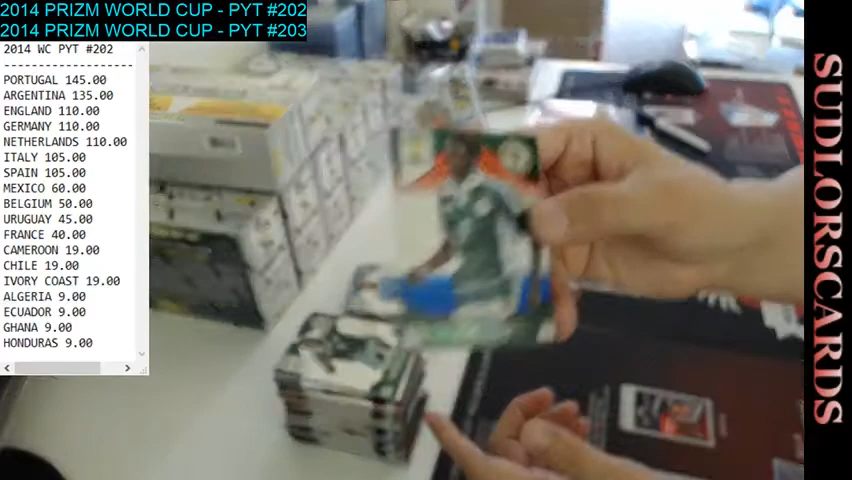 2014 PRIZM WORLD CUP - PYT #202
2014 PRIZM WORLD CUP - PYT #203
2014 WC PYT #202
--------------------
PORTUGAL 145.00
ARGENTINA 135.00
ENGLAND 110.00
GERMANY 110.00
NETHERLANDS 110.00
ITALY 105.00
SPAIN 105.00
MEXICO 60.00
BELGIUM 50.00
URUGUAY 45.00
FRANCE 40.00
CAMEROON 19.00
CHILE 19.00
IVORY COAST 19.00
ALGERIA 9.00
ECUADOR 9.00
GHANA 9.00
HONDURAS 9.00
SUDLORSCARDS